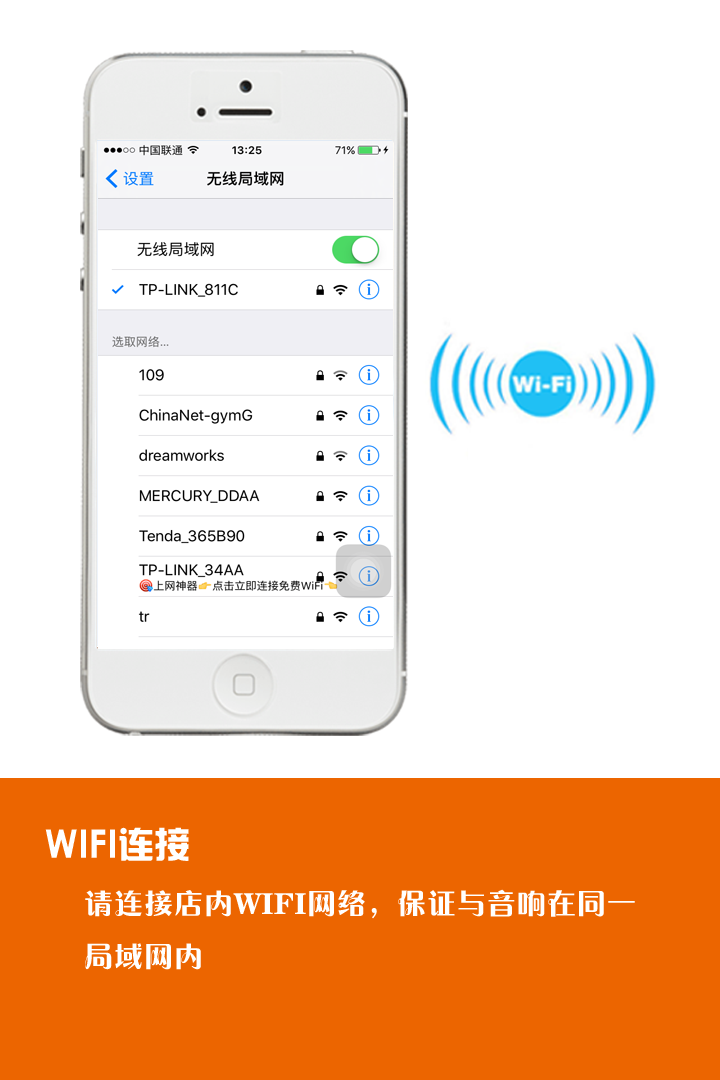 中国联通 13:25 71%
设置 无线局域网
无线局域网
TP-LINK_811C
选取网络...
109
ChinaNet-gymG
dreamworks
MERCURY_DDAA
Tenda_365B90
TP-LINK_34AA
🎯上网神器👉点击立即连接免费WiFi👈
tr
Wi-Fi
WIFI连接
请连接店内WIFI网络，保证与音响在同一
局域网内